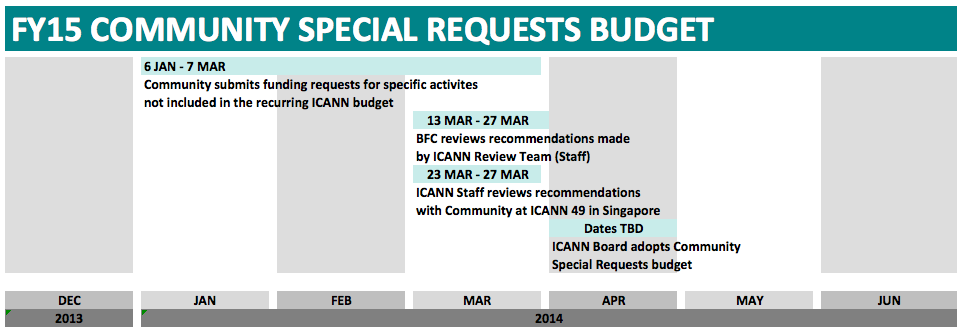 FY15 COMMUNITY SPECIAL REQUESTS BUDGET
6 JAN - 7 MAR
Community submits funding requests for specific activites
not included in the recurring ICANN budget
13 MAR - 27 MAR
BFC reviews recommendations made
by ICANN Review Team (Staff)
23 MAR - 27 MAR
ICANN Staff reviews recommendations
with Community at ICANN 49 in Singapore
Dates TBD
ICANN Board adopts Community
Special Requests budget
DEC JAN FEB MAR APR MAY JUN
2013 2014